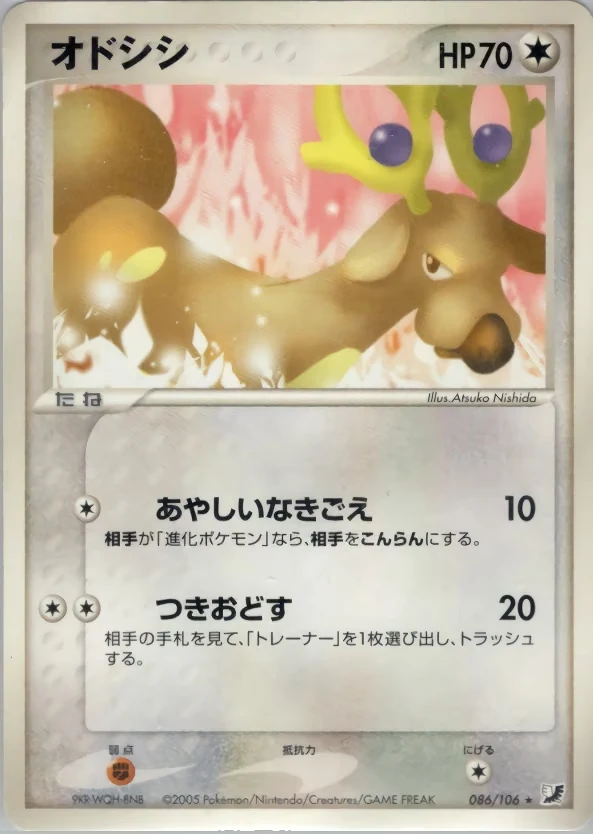 オドシシ HP70
たね Illus.Atsuko Nishida
あやしいなきごえ 10
相手が「進化ポケモン」なら、相手をこんらんにする。
つきおどす 20
相手の手札を見て、「トレーナー」を1枚選び出し、トラッシュ
する。
弱点 抵抗力 にげる
9KR-WQH-8NB ©2005 Pokémon/Nintendo/Creatures/GAME FREAK 086/106 ★